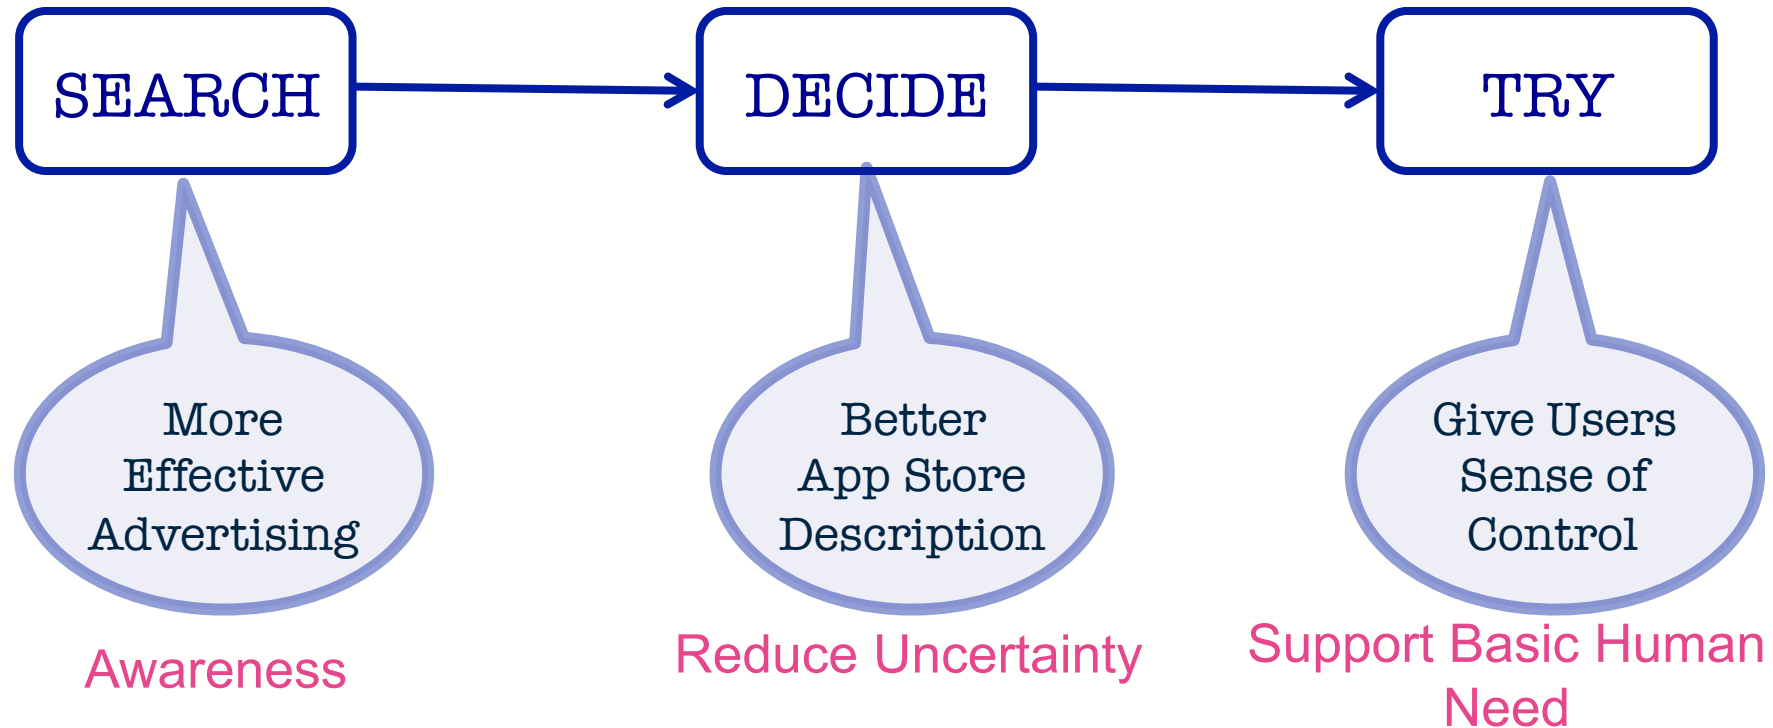 SEARCH
DECIDE
TRY
More
Effective
Advertising
Better
App Store
Description
Give Users
Sense of
Control
Awareness
Reduce Uncertainty
Support Basic Human
Need